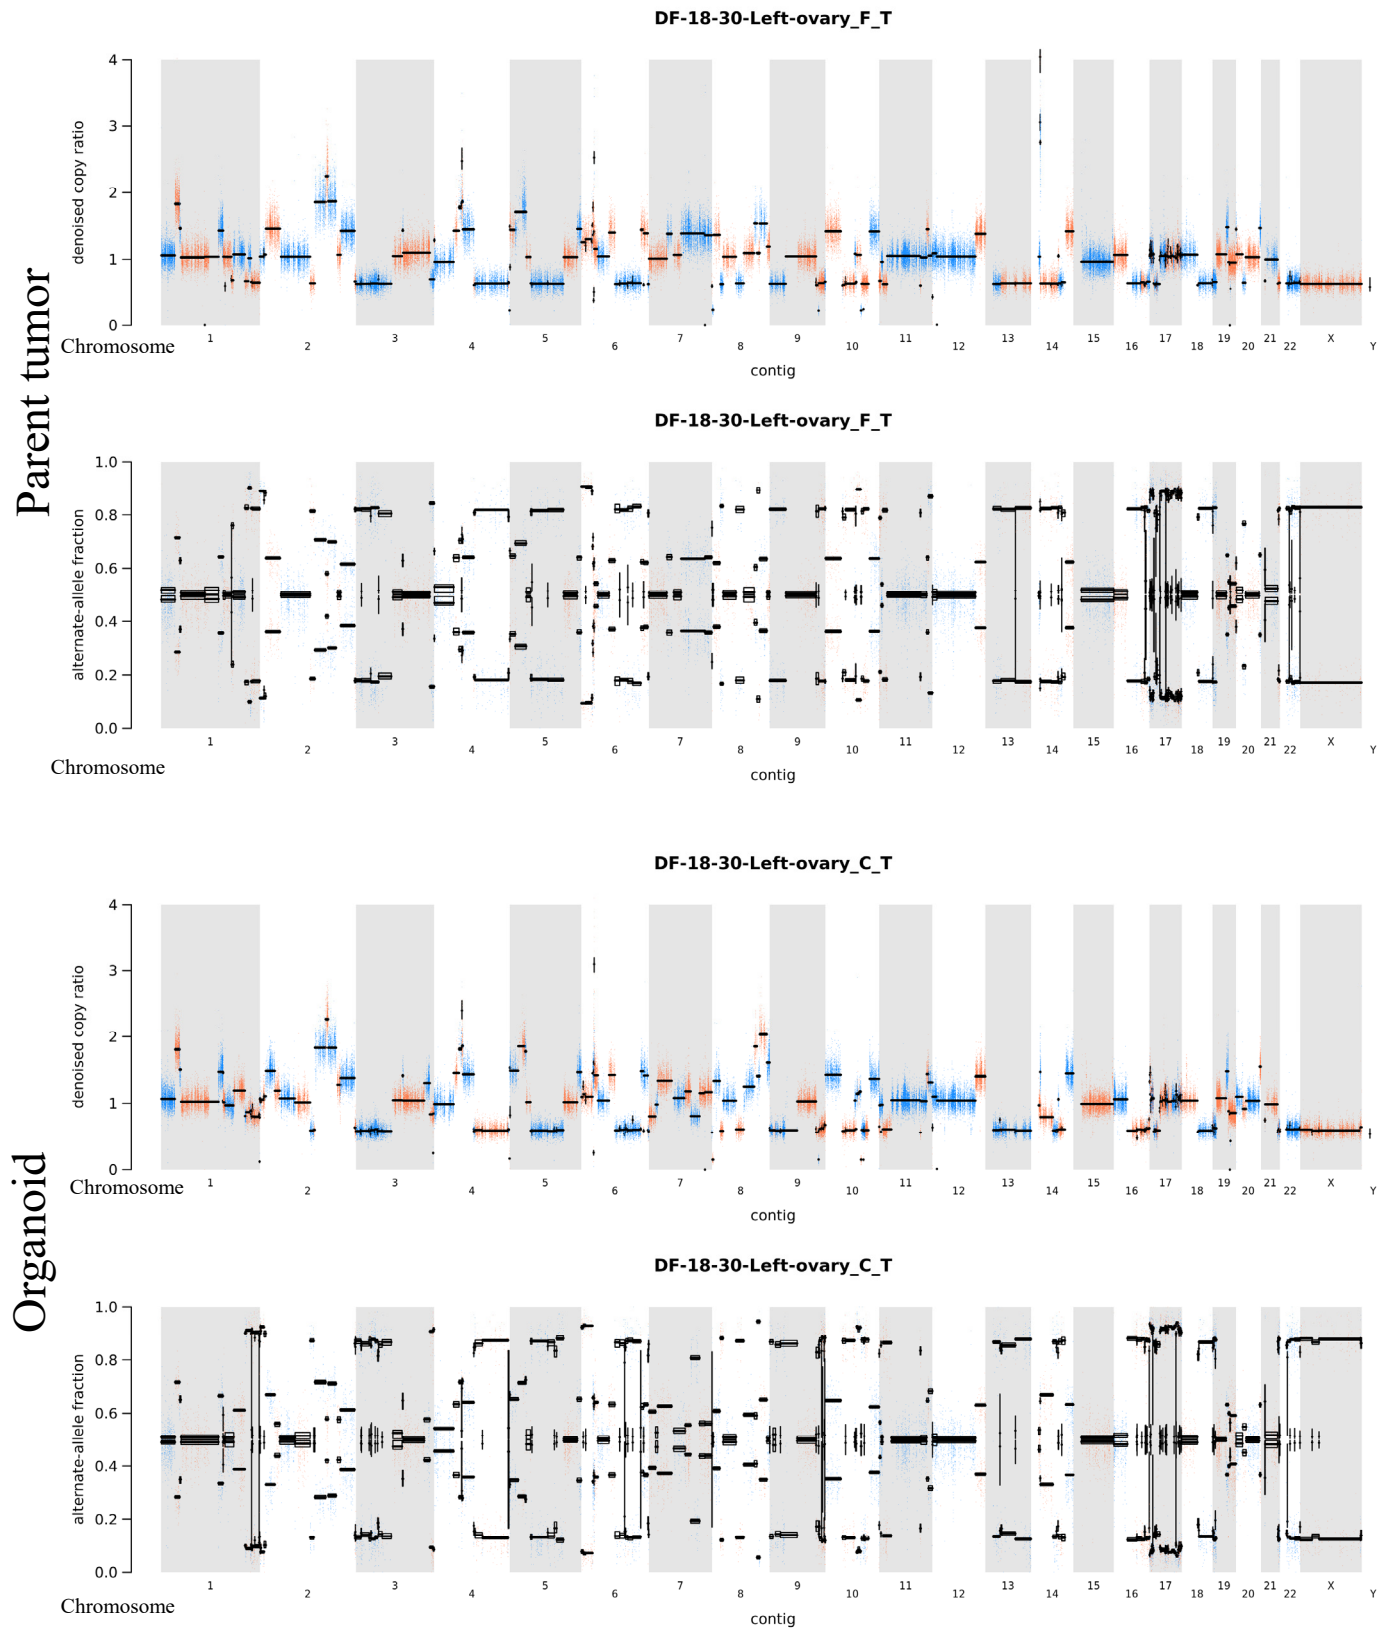 Parent tumor
DF-18-30-Left-ovary_F_T
denoised copy ratio
4
3
2
1
0
Chromosome
1 2 3 4 5 6 7 8 9 10 11 12 13 14 15 16 17 18 19 20 21 22 X Y
contig
DF-18-30-Left-ovary_F_T
alternate-allele fraction
1.0
0.8
0.6
0.4
0.2
0.0
1 2 3 4 5 6 7 8 9 10 11 12 13 14 15 16 17 18 19 20 21 22 X Y
Chromosome
contig
Organoid
DF-18-30-Left-ovary_C_T
denoised copy ratio
4
3
2
1
0
Chromosome
1 2 3 4 5 6 7 8 9 10 11 12 13 14 15 16 17 18 19 20 21 22 X Y
contig
DF-18-30-Left-ovary_C_T
alternate-allele fraction
1.0
0.8
0.6
0.4
0.2
0.0
1 2 3 4 5 6 7 8 9 10 11 12 13 14 15 16 17 18 19 20 21 22 X Y
Chromosome
contig